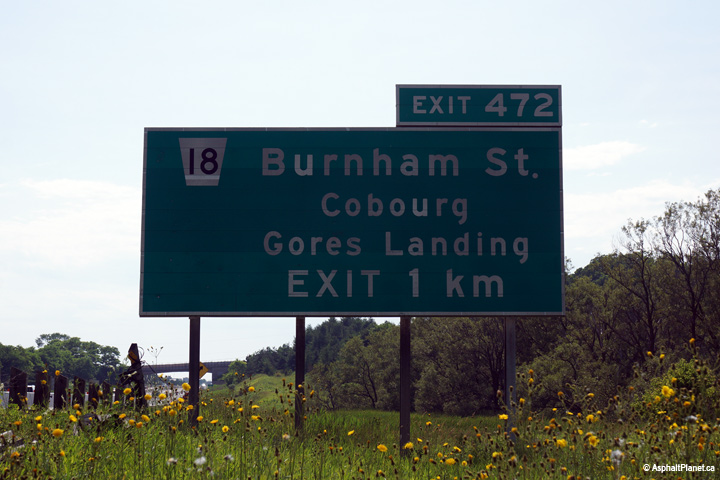 EXIT 472
18 Burnham St.
Cobourg
Gores Landing
EXIT 1 km
© AsphaltPlanet.ca